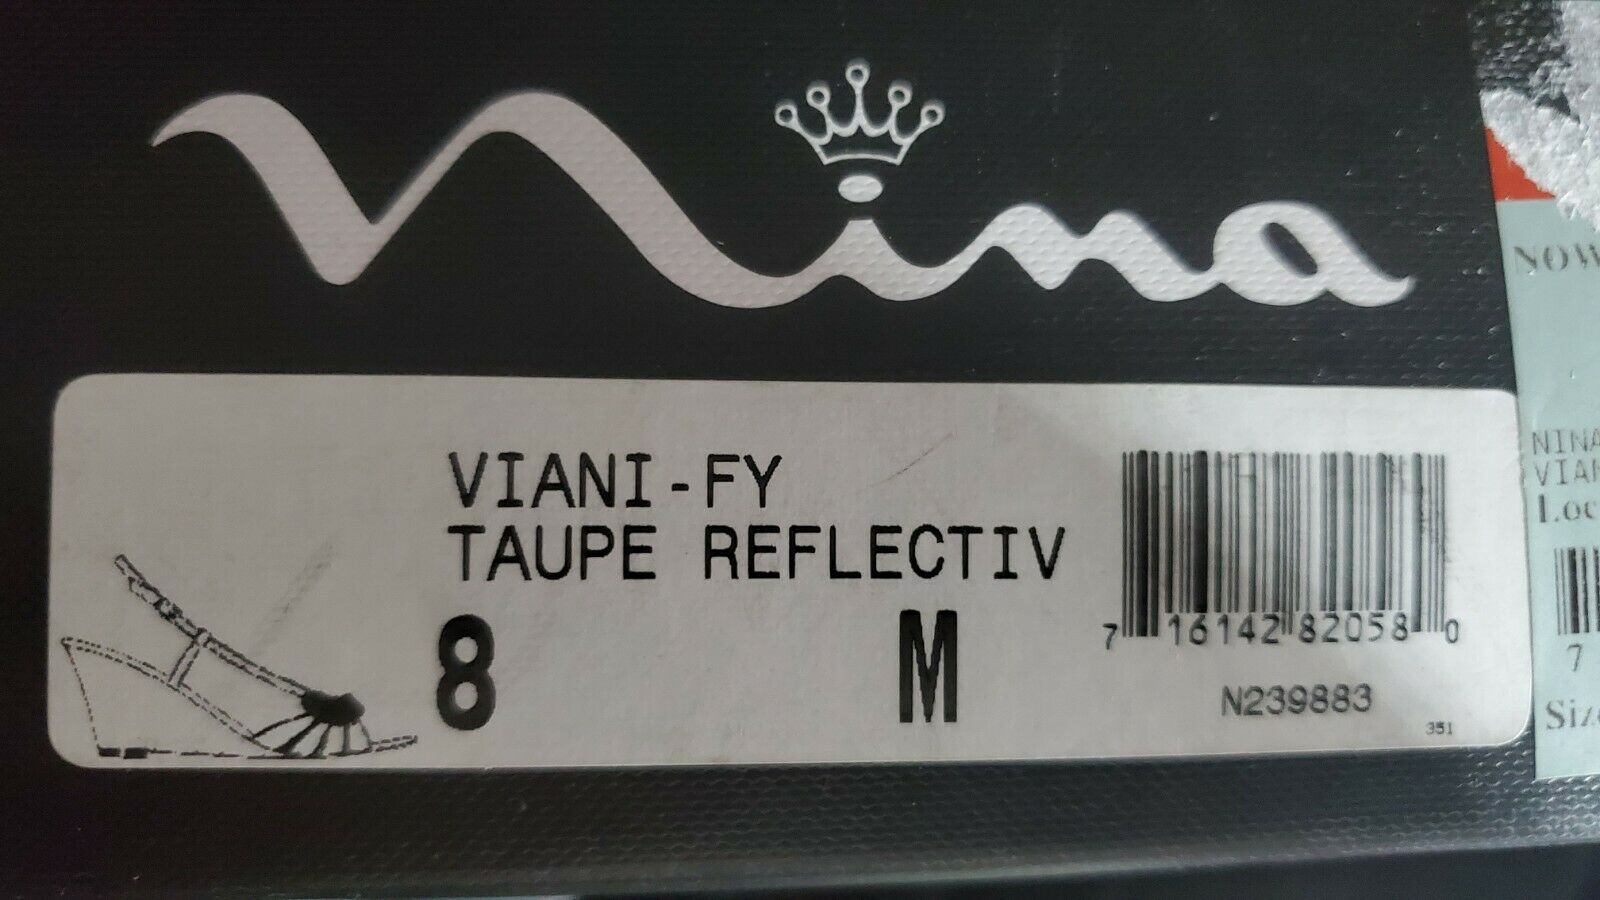 nina
VIANI-FY
TAUPE REFLECTIV
8 M
7 16142 82058 0
N239883
351
NOW
NINA
VIAN
Loc
7
Size